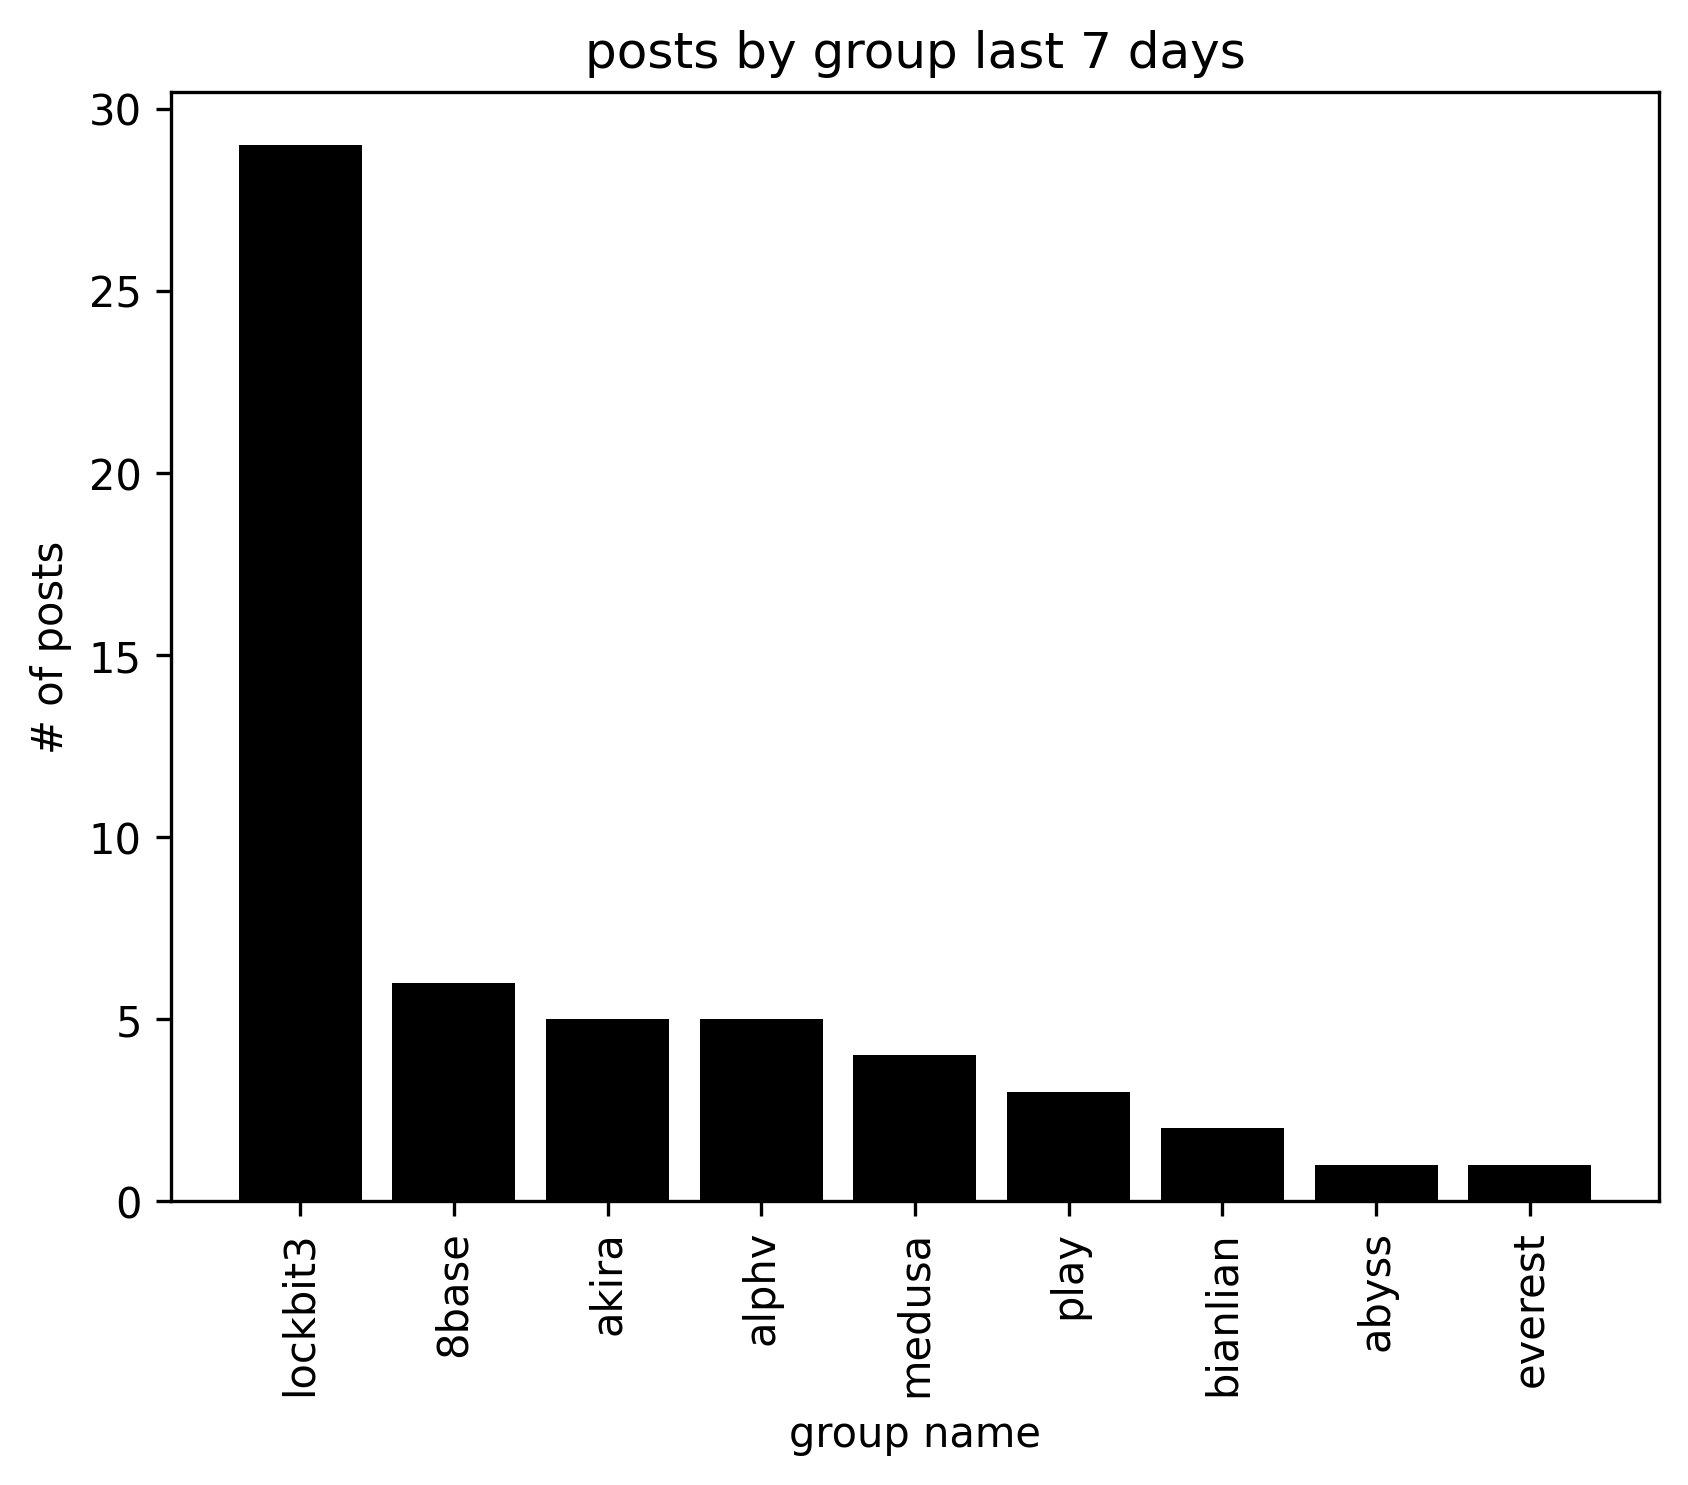 posts by group last 7 days
# of posts
30
25
20
15
10
5
0
lockbit3
8base
akira
alphv
medusa
play
bianlian
abyss
everest
group name